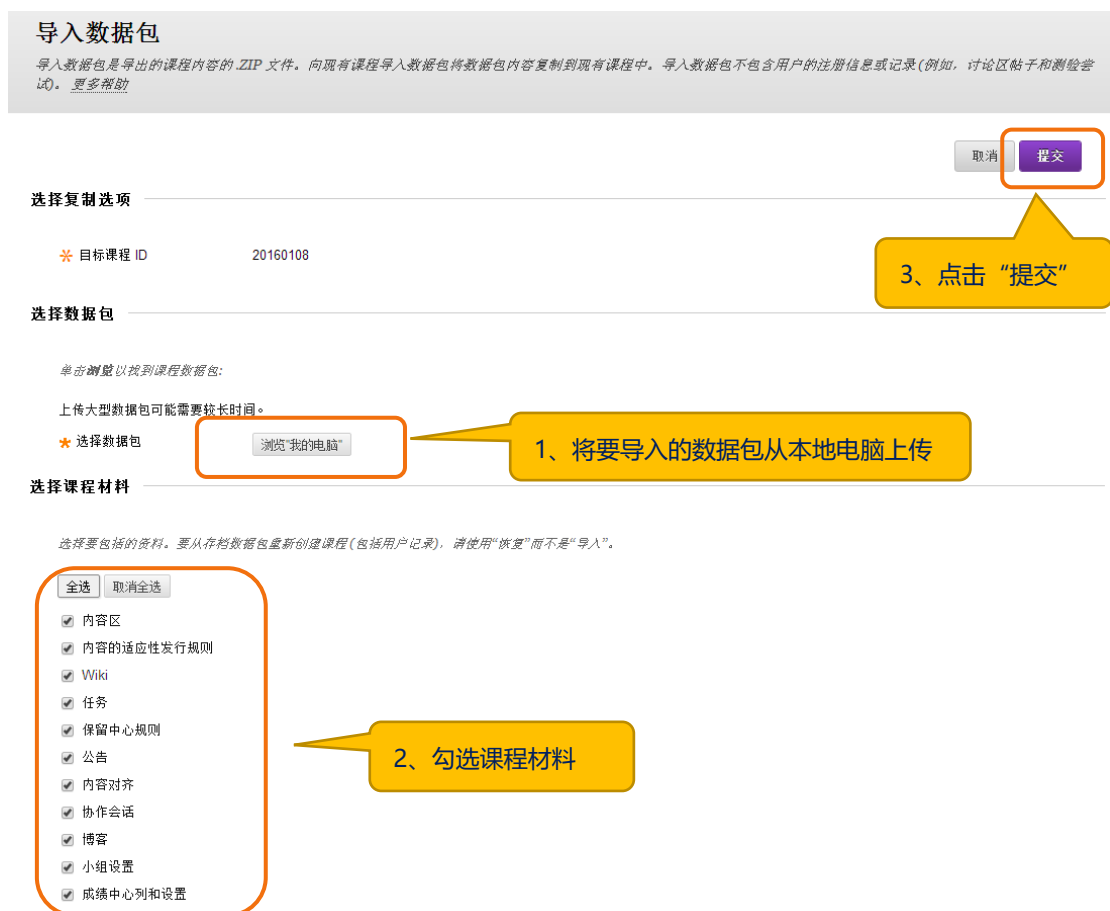 导入数据包
导入数据包是导出的课程内容的 .ZIP 文件。向现有课程导入数据包将数据包内容复制到现有课程中。导入数据包不包含用户的注册信息或记录(例如，讨论区帖子和测验尝
试)。 更多帮助
取消 提交
选择复制选项
目标课程 ID 20160108
3、点击“提交”
选择数据包
单击浏览以找到课程数据包:
上传大型数据包可能需要较长时间。
选择数据包 浏览"我的电脑"
1、将要导入的数据包从本地电脑上传
选择课程材料
选择要包括的资料。要从存档数据包重新创建课程(包括用户记录)，请使用“恢复”而不是“导入”。
全选 取消全选
内容区
内容的适应性发行规则
Wiki
任务
保留中心规则
公告
2、勾选课程材料
内容对齐
协作会话
博客
小组设置
成绩中心列和设置